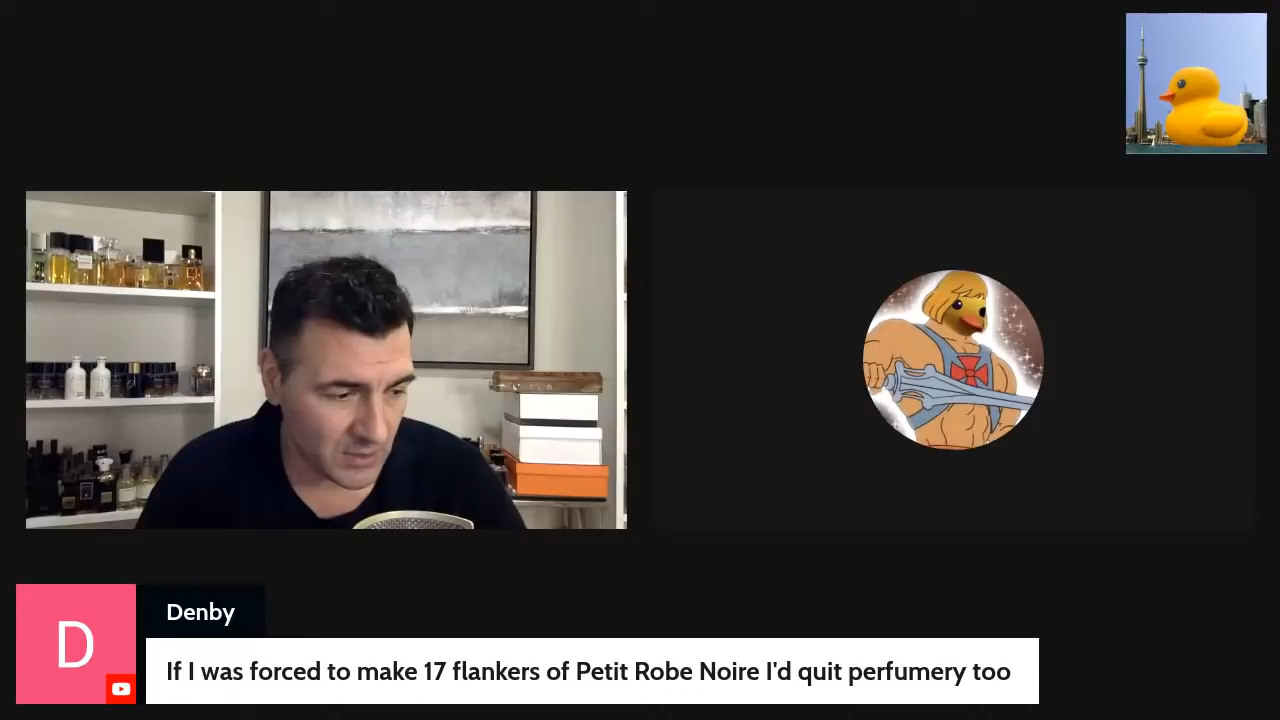 D
Denby
If I was forced to make 17 flankers of Petit Robe Noire I'd quit perfumery too